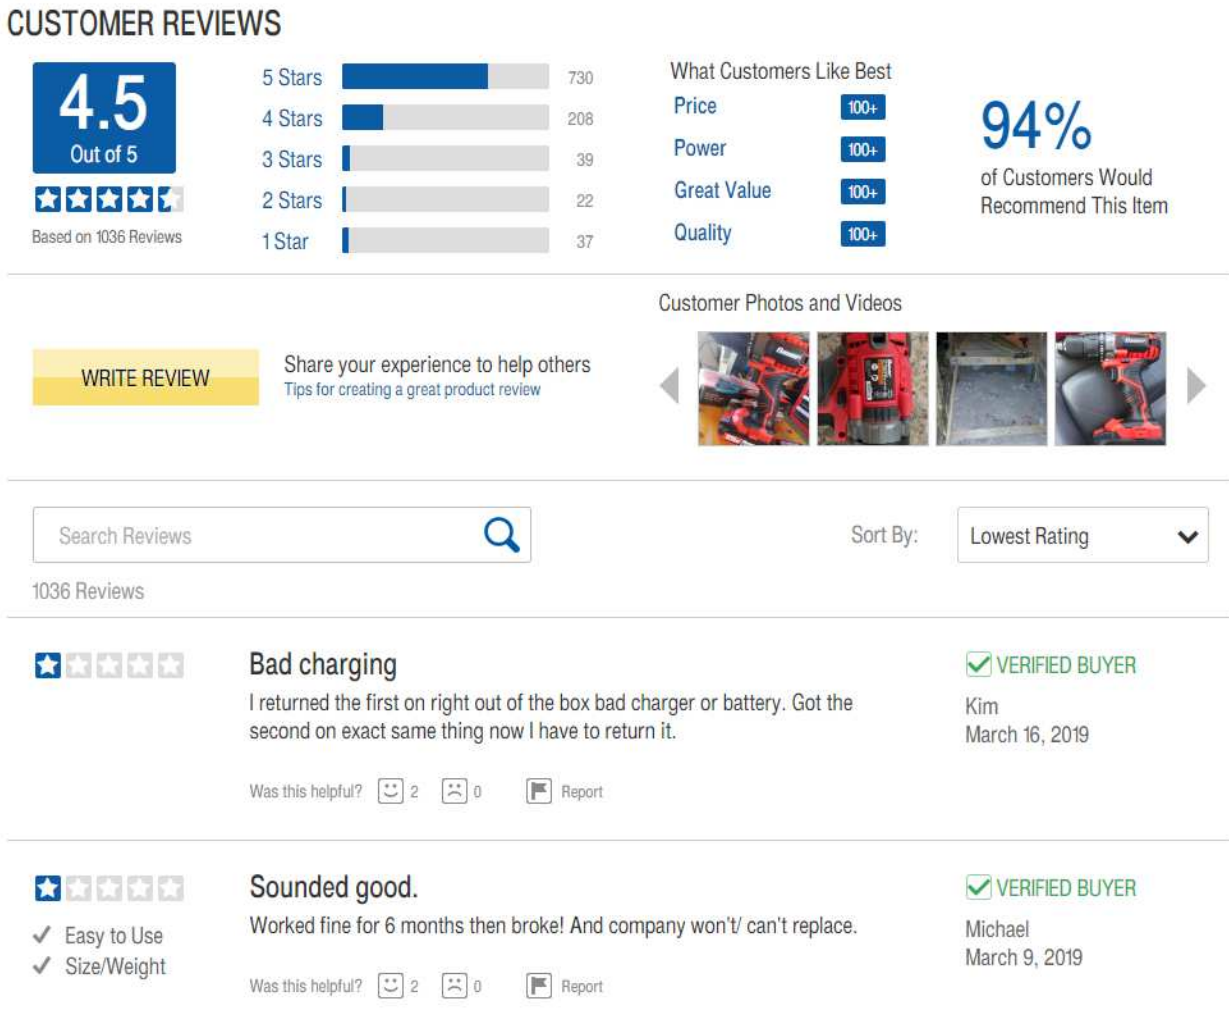 CUSTOMER REVIEWS
4.5
Out of 5
Based on 1036 Reviews
5 Stars 730
4 Stars 208
3 Stars 39
2 Stars 22
1 Star 37
What Customers Like Best
Price 100+
Power 100+
Great Value 100+
Quality 100+
94%
of Customers Would
Recommend This Item
WRITE REVIEW
Share your experience to help others
Tips for creating a great product review
Customer Photos and Videos
Search Reviews
Sort By: Lowest Rating
1036 Reviews
Bad charging
I returned the first on right out of the box bad charger or battery. Got the
second on exact same thing now I have to return it.
Was this helpful? 2 0 Report
VERIFIED BUYER
Kim
March 16, 2019
Easy to Use
Size/Weight
Sounded good.
Worked fine for 6 months then broke! And company won't/ can't replace.
Was this helpful? 2 0 Report
VERIFIED BUYER
Michael
March 9, 2019